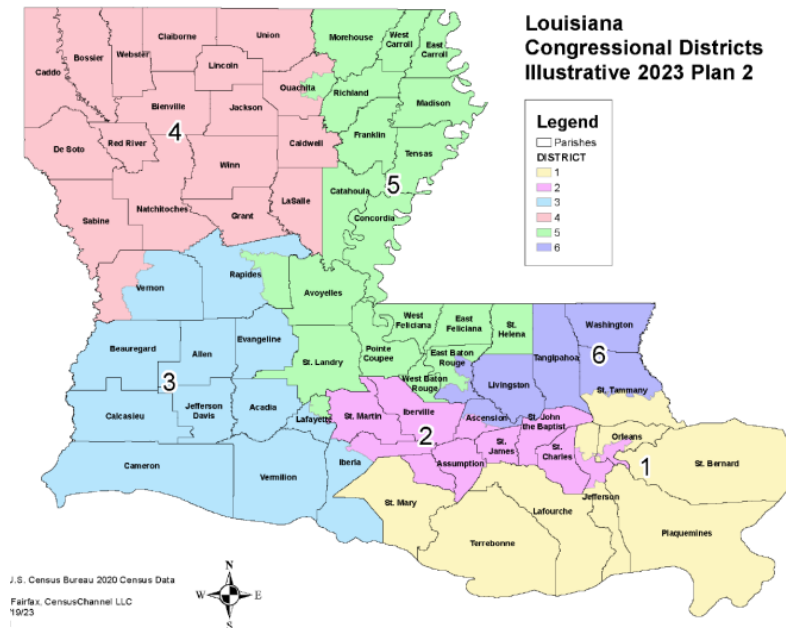 Louisiana
Congressional Districts
Illustrative 2023 Plan 2
Legend
Parishes
DISTRICT
1
2
3
4
5
6
Caddo
Bossier
Webster
Claiborne
Union
Lincoln
Morehouse
West
Carroll
East
Carroll
Ouachita
Richland
Madison
Bienville
Jackson
4
De Soto
Red River
Winn
Caldwell
Franklin
Tensas
5
Sabine
Natchitoches
Grant
LaSalle
Catahoula
Concordia
Vernon
Rapides
Avoyelles
Beauregard
Allen
Evangeline
St. Landry
Pointe
Coupee
West
Feliciana
East
Feliciana
St.
Helena
East Baton
Rouge
West Baton
Rouge
Tangipahoa
Washington
6
Livingston
St. Tammany
3
Calcasieu
Jefferson
Davis
Acadia
Lafayette
St. Martin
Iberville
2
Ascension
St. John
the Baptist
Orleans
1
St. Bernard
Cameron
Vermilion
Iberia
Assumption
St.
James
St.
Charles
Jefferson
St. Mary
Lafourche
Terrebonne
Plaquemines
J.S. Census Bureau 2020 Census Data
Fairfax, CensusChannel LLC
'19/23
N
W
E
S